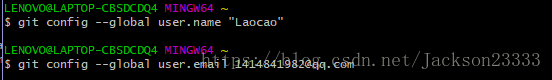 LENOVO@LAPTOP-CBSDCDQ4 MINGW64 ~
$ git config --global user.name "Laocao"
LENOVO@LAPTOP-CBSDCDQ4 MINGW64 ~
$ git config --global user.email 1414841982@qq.com
https://blog.csdn.net/Jackson23333